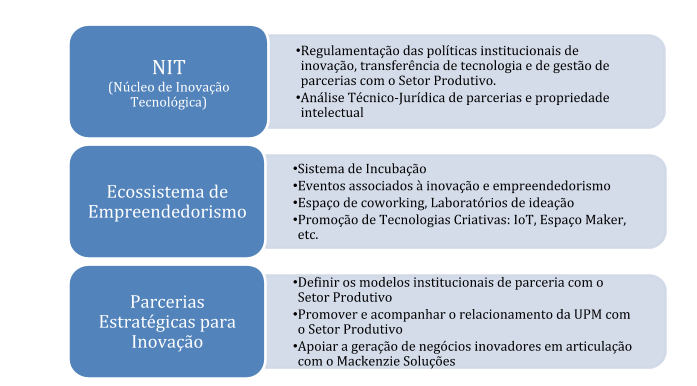 NIT
(Núcleo de Inovação
Tecnológica)
•Regulamentação das políticas institucionais de
inovação, transferência de tecnologia e de gestão de
parcerias com o Setor Produtivo.
•Análise Técnico-Jurídica de parcerias e propriedade
intelectual
Ecossistema de
Empreendedorismo
•Sistema de Incubação
•Eventos associados à inovação e empreendedorismo
•Espaço de coworking, Laboratórios de ideação
•Promoção de Tecnologias Criativas: IoT, Espaço Maker,
etc.
Parcerias
Estratégicas para
Inovação
•Definir os modelos institucionais de parceria com o
Setor Produtivo
•Promover e acompanhar o relacionamento da UPM com
o Setor Produtivo
•Apoiar a geração de negócios inovadores em articulação
com o Mackenzie Soluções